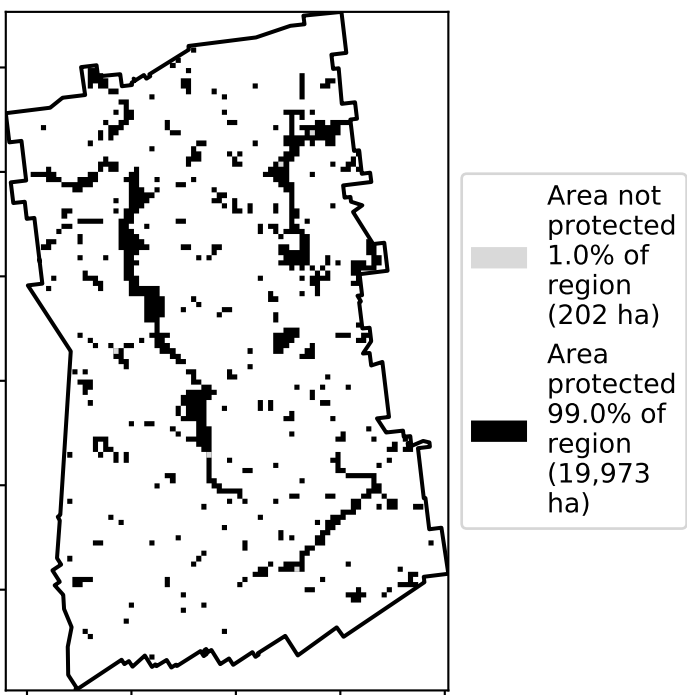 Area not
protected
1.0% of
region
(202 ha)
Area
protected
99.0% of
region
(19,973
ha)